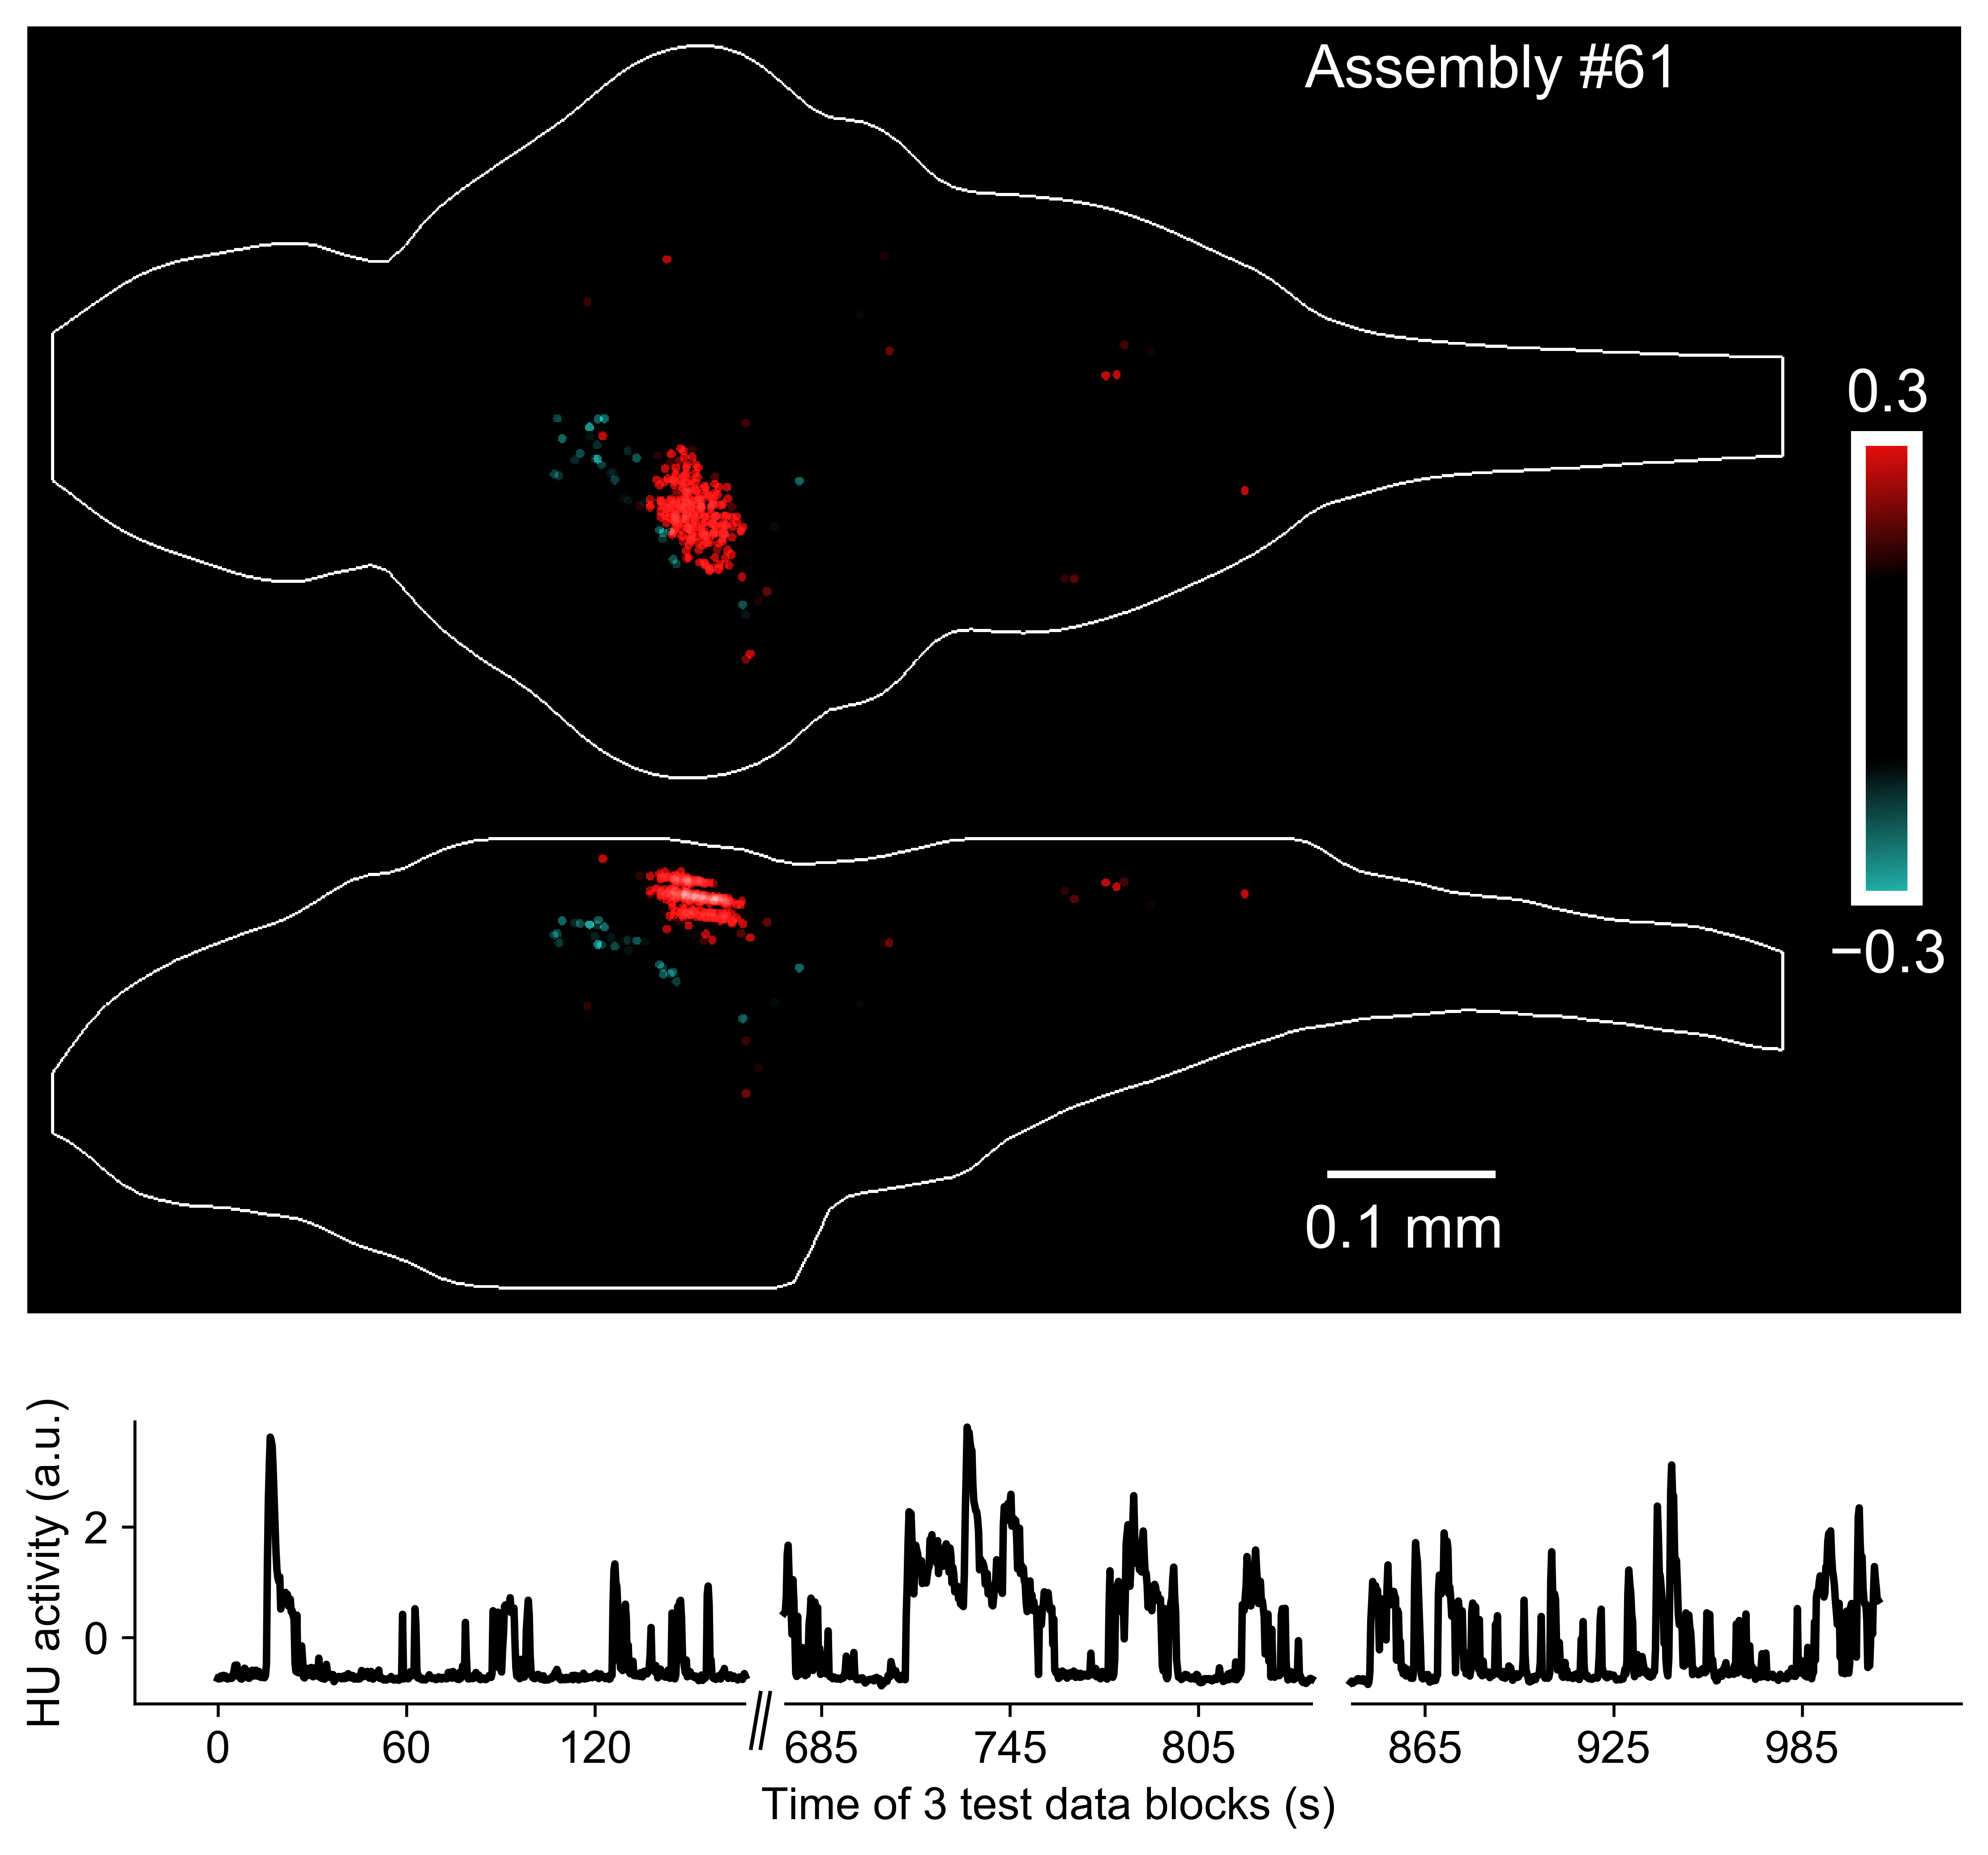 Assembly #61
0.3
−0.3
0.1 mm
HU activity (a.u.)
2
0
0 60 120 685 745 805 865 925 985
Time of 3 test data blocks (s)